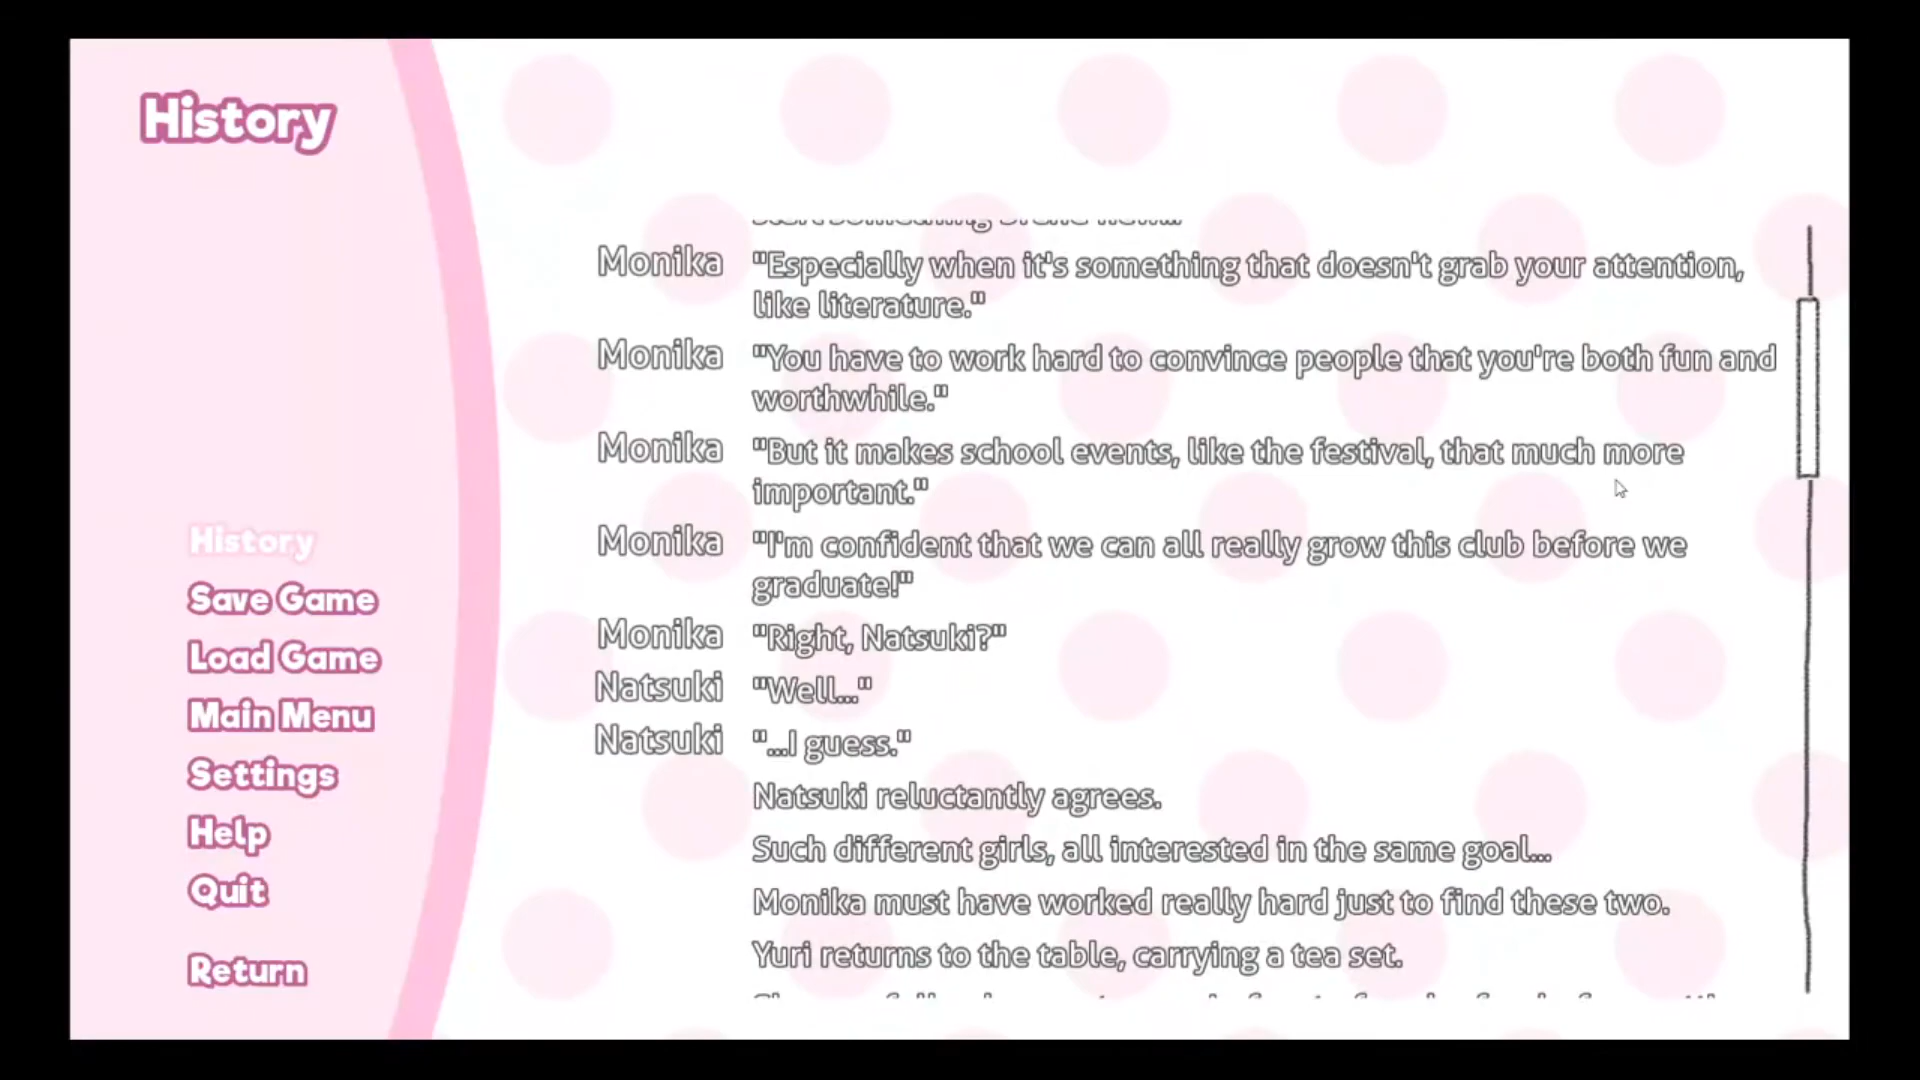 History
Monika "Especially when it's something that doesn't grab your attention,
like literature."
Monika "You have to work hard to convince people that you're both fun and
worthwhile."
Monika "But it makes school events, like the festival, that much more
important."
Monika "I'm confident that we can all really grow this club before we
graduate!"
Monika "Right, Natsuki?"
Natsuki "Well..."
Natsuki "...I guess."
Natsuki reluctantly agrees.
Such different girls, all interested in the same goal...
Monika must have worked really hard just to find these two.
Yuri returns to the table, carrying a tea set.
History
Save Game
Load Game
Main Menu
Settings
Help
Quit
Return